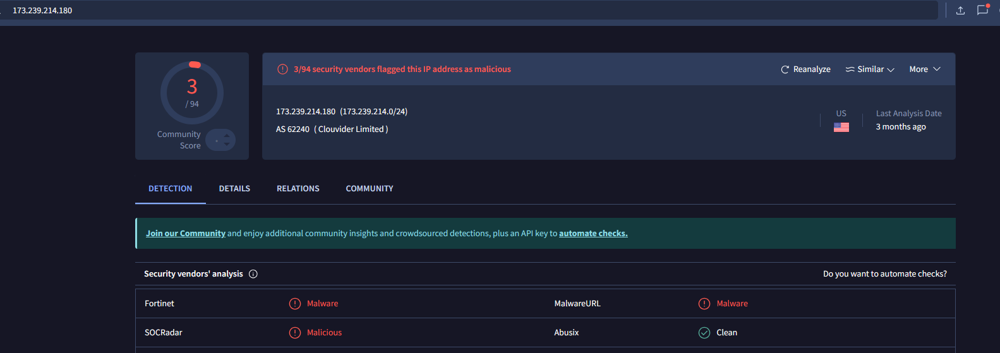 173.239.214.180
3
/ 94
Community
Score
3/94 security vendors flagged this IP address as malicious
Reanalyze
Similar
More
173.239.214.180 (173.239.214.0/24)
AS 62240 ( Clouvider Limited )
US
Last Analysis Date
3 months ago
DETECTION DETAILS RELATIONS COMMUNITY
Join our Community and enjoy additional community insights and crowdsourced detections, plus an API key to automate checks.
Security vendors' analysis
Do you want to automate checks?
Fortinet Malware MalwareURL Malware
SOCRadar Malicious Abusix Clean